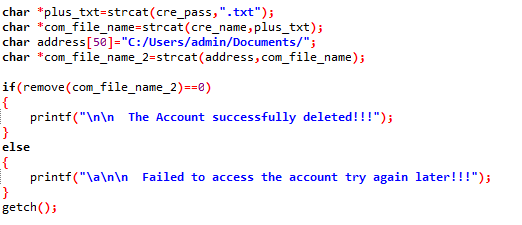 char *plus_txt=strcat(cre_pass,".txt");
char *com_file_name=strcat(cre_name,plus_txt);
char address[50]="C:/Users/admin/Documents/";
char *com_file_name_2=strcat(address,com_file_name);
if(remove(com_file_name_2)==0)
{
printf("\n\n  The Account successfully deleted!!!");
}
else
{
printf("\a\n\n  Failed to access the account try again later!!!");
}
getch();